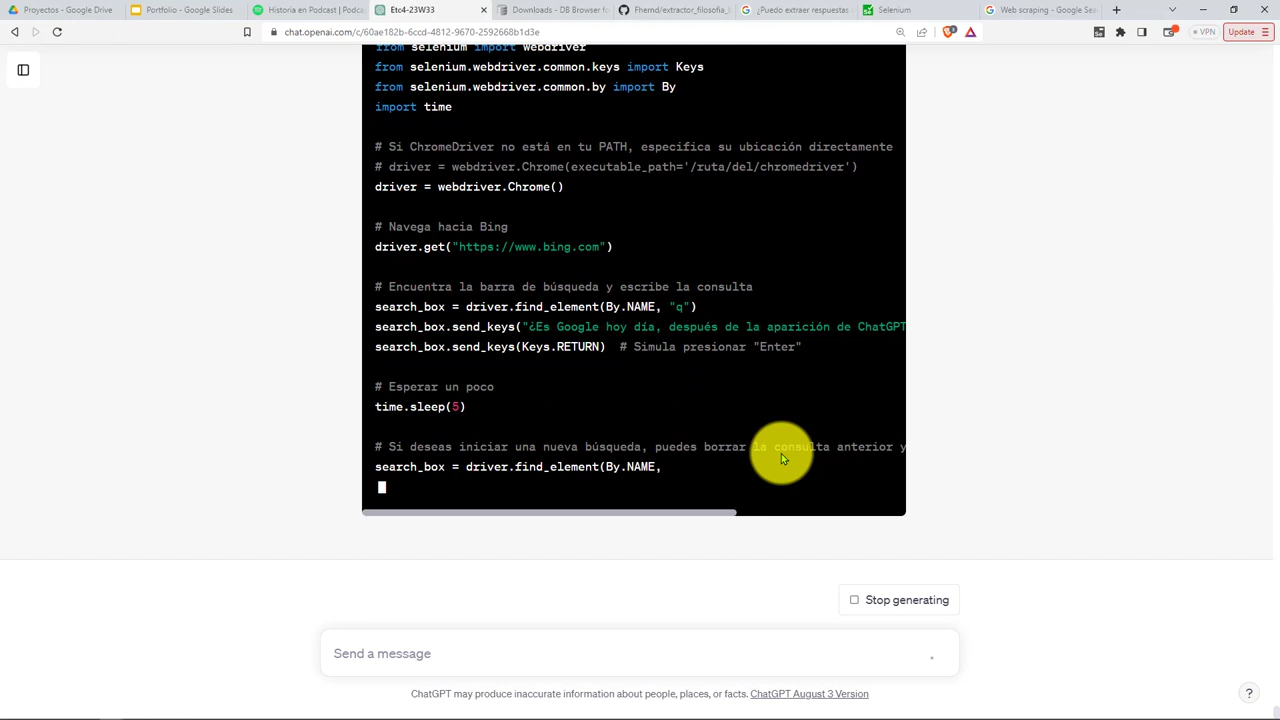 Proyectos - Google Drive
Portfolio - Google Slides
Historia en Podcast | Podca
Etc4-23W33
Downloads - DB Browser for
Fhernd/extractor_filosofia_
¿Puedo extraer respuestas
Selenium
Web scraping - Google Sea
chat.openai.com/c/60ae182b-6ccd-4812-9670-2592668b1d3e
VPN
Update
from selenium import webdriver
from selenium.webdriver.common.keys import Keys
from selenium.webdriver.common.by import By
import time
# Si ChromeDriver no está en tu PATH, especifica su ubicación directamente
# driver = webdriver.Chrome(executable_path='/ruta/del/chromedriver')
driver = webdriver.Chrome()
# Navega hacia Bing
driver.get("https://www.bing.com")
# Encuentra la barra de búsqueda y escribe la consulta
search_box = driver.find_element(By.NAME, "q")
search_box.send_keys("¿Es Google hoy día, después de la aparición de ChatGPT
search_box.send_keys(Keys.RETURN)  # Simula presionar "Enter"
# Esperar un poco
time.sleep(5)
# Si deseas iniciar una nueva búsqueda, puedes borrar la consulta anterior y
search_box = driver.find_element(By.NAME,
Stop generating
Send a message
ChatGPT may produce inaccurate information about people, places, or facts. ChatGPT August 3 Version
?